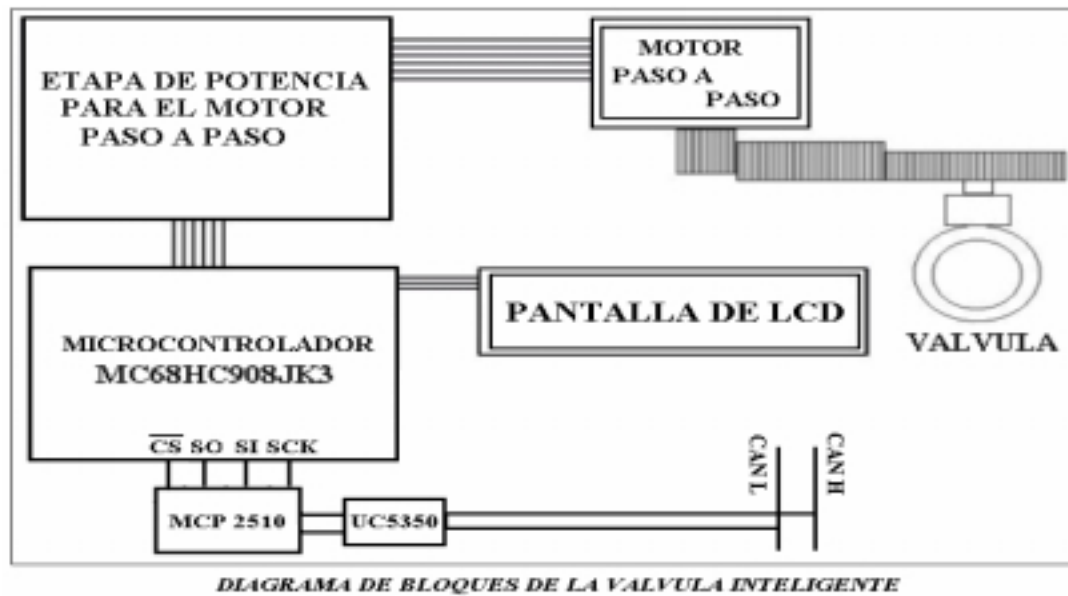 ETAPA DE POTENCIA
PARA EL MOTOR
PASO A PASO
MOTOR
PASO A
PASO
MICROCONTROLADOR
MC68HC908JK3
C̅S̅ SO SI SCK
PANTALLA DE LCD
VALVULA
MCP 2510
UC5350
CAN L
CAN H
DIAGRAMA DE BLOQUES DE LA VALVULA INTELIGENTE